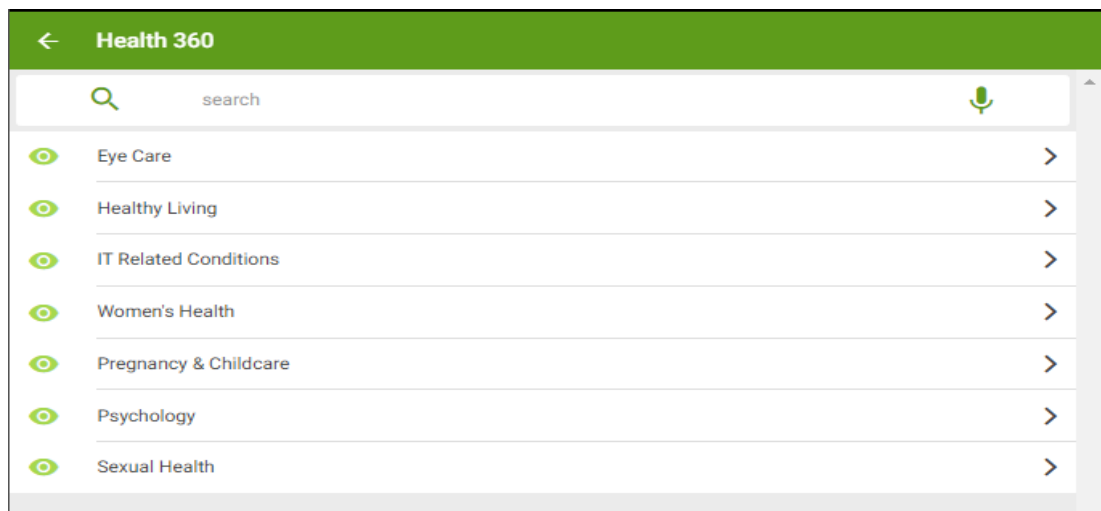 Health 360
search
Eye Care
Healthy Living
IT Related Conditions
Women's Health
Pregnancy & Childcare
Psychology
Sexual Health